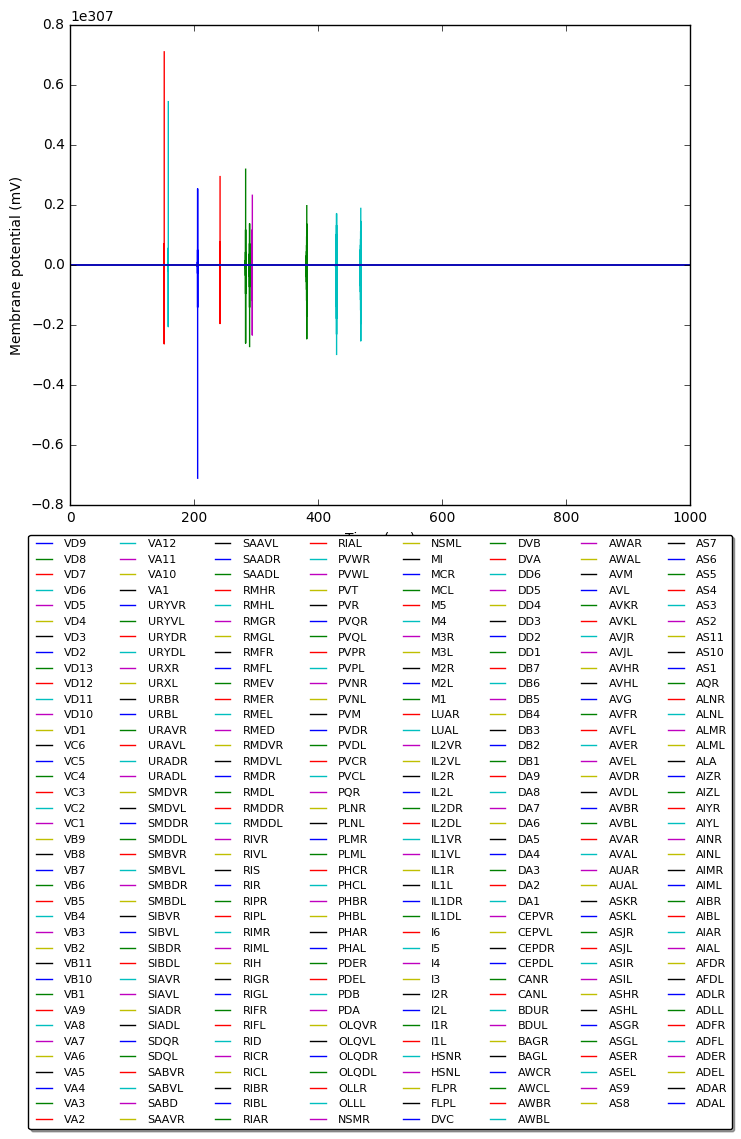 1e307
0.8
0.6
0.4
0.2
0.0
−0.2
−0.4
−0.6
−0.8
Membrane potential (mV)
0 200 400 600 800 1000
VD9 VA12 SAAVL RIAL NSML DVB AWAR AS7
VD8 VA11 SAADR PVWR MI DVA AWAL AS6
VD7 VA10 SAADL PVWL MCR DD6 AVM AS5
VD6 VA1 RMHR PVT MCL DD5 AVL AS4
VD5 URYVR RMHL PVR M5 DD4 AVKR AS3
VD4 URYVL RMGR PVQR M4 DD3 AVKL AS2
VD3 URYDR RMGL PVQL M3R DD2 AVJR AS11
VD2 URYDL RMFR PVPR M3L DD1 AVJL AS10
VD13 URXR RMFL PVPL M2R DB7 AVHR AS1
VD12 URXL RMEV PVNR M2L DB6 AVHL AQR
VD11 URBR RMER PVNL M1 DB5 AVG ALNR
VD10 URBL RMEL PVM LUAR DB4 AVFR ALNL
VD1 URAVR RMED PVDR LUAL DB3 AVFL ALMR
VC6 URAVL RMDVR PVDL IL2VR DB2 AVER ALML
VC5 URADR RMDVL PVCR IL2VL DB1 AVEL ALA
VC4 URADL RMDR PVCL IL2R DA9 AVDR AIZR
VC3 SMDVR RMDL PQR IL2L DA8 AVDL AIZL
VC2 SMDVL RMDDR PLNR IL2DR DA7 AVBR AIYR
VC1 SMDDR RMDDL PLNL IL2DL DA6 AVBL AIYL
VB9 SMDDL RIVR PLMR IL1VR DA5 AVAR AINR
VB8 SMBVR RIVL PLML IL1VL DA4 AVAL AINL
VB7 SMBVL RIS PHCR IL1R DA3 AUAR AIMR
VB6 SMBDR RIR PHCL IL1L DA2 AUAL AIML
VB5 SMBDL RIPR PHBR IL1DR DA1 ASKR AIBR
VB4 SIBVR RIPL PHBL IL1DL CEPVR ASKL AIBL
VB3 SIBVL RIMR PHAR I6 CEPVL ASJR AIAR
VB2 SIBDR RIML PHAL I5 CEPDR ASJL AIAL
VB11 SIBDL RIH PDER I4 CEPDL ASIR AFDR
VB10 SIAVR RIGR PDEL I3 CANR ASIL AFDL
VB1 SIAVL RIGL PDB I2R CANL ASHR ADLR
VA9 SIADR RIFR PDA I2L BDUR ASHL ADLL
VA8 SIADL RIFL OLQVR I1R BDUL ASGR ADFR
VA7 SDQR RID OLQVL I1L BAGR ASGL ADFL
VA6 SDQL RICR OLQDR HSNR BAGL ASER ADER
VA5 SABVR RICL OLQDL HSNL AWCR ASEL ADEL
VA4 SABVL RIBR OLLR FLPR AWCL AS9 ADAR
VA3 SABD RIBL OLLL FLPL AWBR AS8 ADAL
VA2 SAAVR RIAR NSMR DVC AWBL